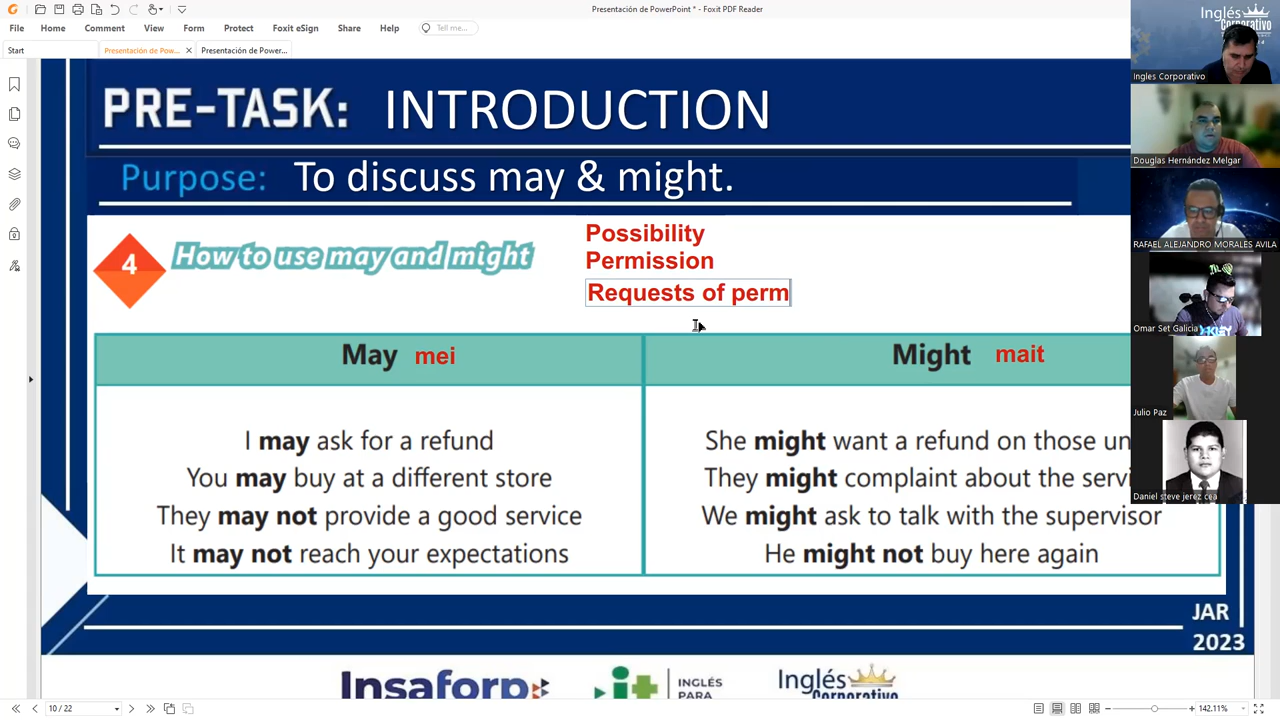 Presentación de PowerPoint * - Foxit PDF Reader
File Home Comment View Form Protect Foxit eSign Share Help Tell me...
Start Presentación de Pow... Presentación de Power...
PRE-TASK: INTRODUCTION
Purpose: To discuss may & might.
4 How to use may and might
Possibility
Permission
Requests of perm
May mei Might mait
I may ask for a refund
You may buy at a different store
They may not provide a good service
It may not reach your expectations
She might want a refund on those un
They might complaint about the servi
We might ask to talk with the supervisor
He might not buy here again
JAR
2023
Insaforp
it INGLÉS
PARA
Inglés
Corporativo
10 / 22
142.11%
Inglés
Corporativo
Ingles Corporativo
Douglas Hernández Melgar
RAFAEL ALEJANDRO MORALES AVILA
Omar Set Galicia
Julio Paz
Daniel steve jerez cea